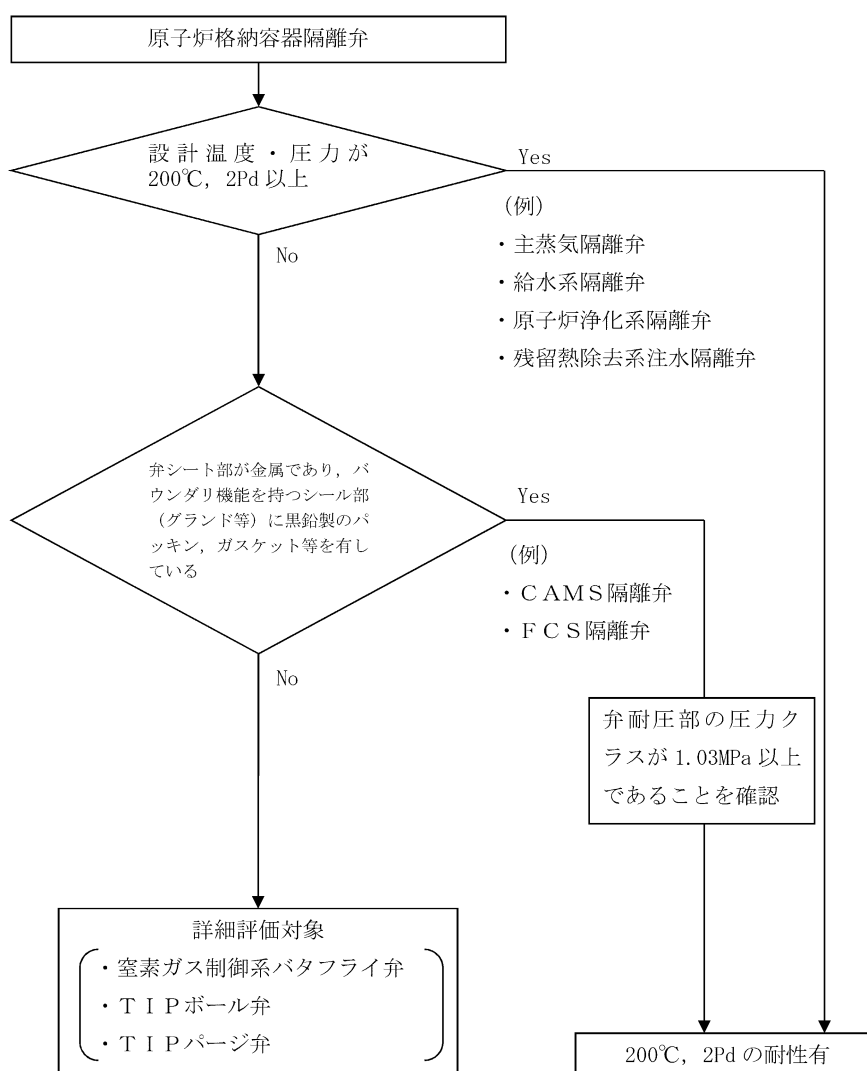 原子炉格納容器隔離弁
設計温度・圧力が
200℃，2Pd 以上
Yes
（例）
・主蒸気隔離弁
・給水系隔離弁
・原子炉浄化系隔離弁
・残留熱除去系注水隔離弁
No
弁シート部が金属であり，バ
ウンダリ機能を持つシール部
（グランド等）に黒鉛製のパ
ッキン，ガスケット等を有し
ている
Yes
（例）
・ＣＡＭＳ隔離弁
・ＦＣＳ隔離弁
No
弁耐圧部の圧力ク
ラスが 1.03MPa 以上
であることを確認
詳細評価対象
・窒素ガス制御系バタフライ弁
・ＴＩＰボール弁
・ＴＩＰパージ弁
200℃，2Pd の耐性有